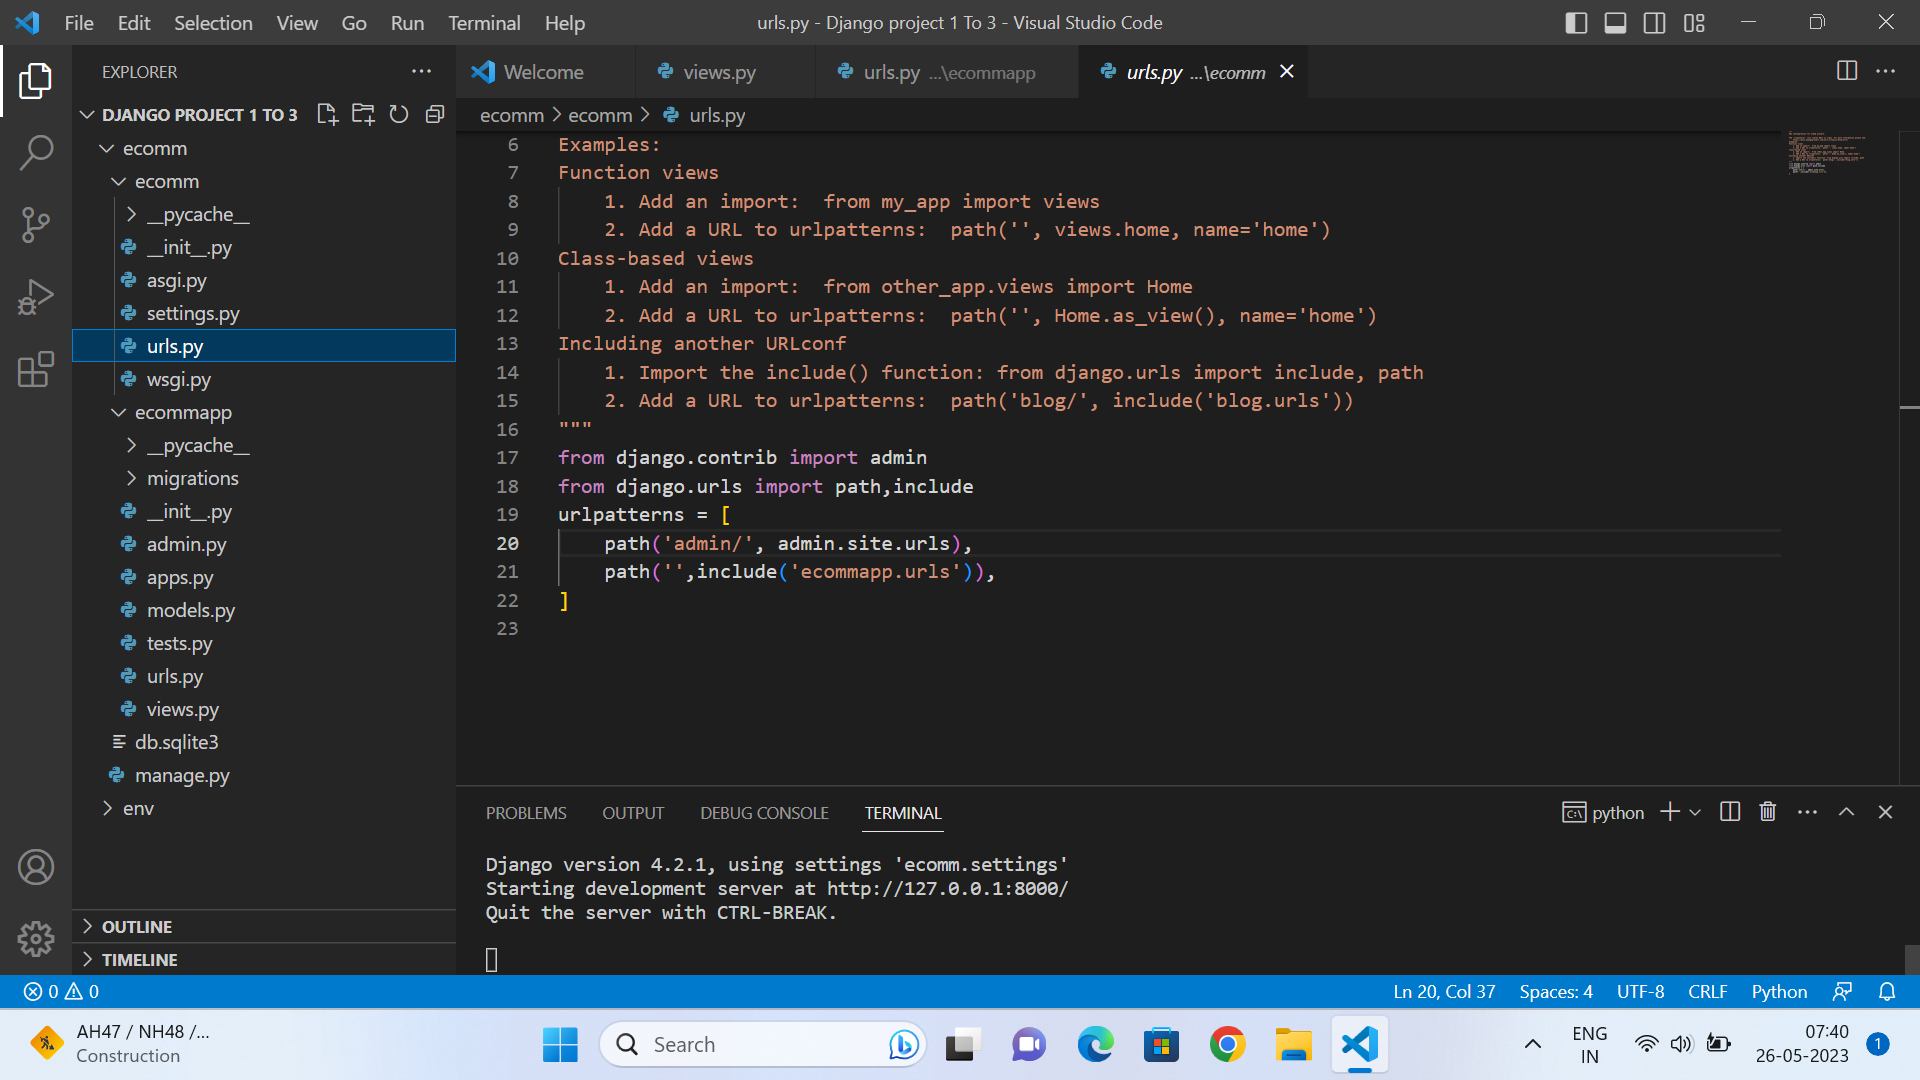 File Edit Selection View Go Run Terminal Help
urls.py - Django project 1 To 3 - Visual Studio Code
EXPLORER
DJANGO PROJECT 1 TO 3
ecomm
ecomm
__pycache__
__init__.py
asgi.py
settings.py
urls.py
wsgi.py
ecommapp
__pycache__
migrations
__init__.py
admin.py
apps.py
models.py
tests.py
urls.py
views.py
db.sqlite3
manage.py
env
OUTLINE
TIMELINE
Welcome
views.py
urls.py ...\ecommapp
urls.py ...\ecomm
ecomm > ecomm > urls.py
6 Examples:
7 Function views
8     1. Add an import:  from my_app import views
9     2. Add a URL to urlpatterns:  path('', views.home, name='home')
10 Class-based views
11     1. Add an import:  from other_app.views import Home
12     2. Add a URL to urlpatterns:  path('', Home.as_view(), name='home')
13 Including another URLconf
14     1. Import the include() function: from django.urls import include, path
15     2. Add a URL to urlpatterns:  path('blog/', include('blog.urls'))
16 """
17 from django.contrib import admin
18 from django.urls import path,include
19 urlpatterns = [
20     path('admin/', admin.site.urls),
21     path('',include('ecommapp.urls')),
22 ]
23
PROBLEMS OUTPUT DEBUG CONSOLE TERMINAL
python
Django version 4.2.1, using settings 'ecomm.settings'
Starting development server at http://127.0.0.1:8000/
Quit the server with CTRL-BREAK.
0 0
Ln 20, Col 37 Spaces: 4 UTF-8 CRLF Python
AH47 / NH48 /...
Construction
Search
ENG
IN
07:40
26-05-2023
1